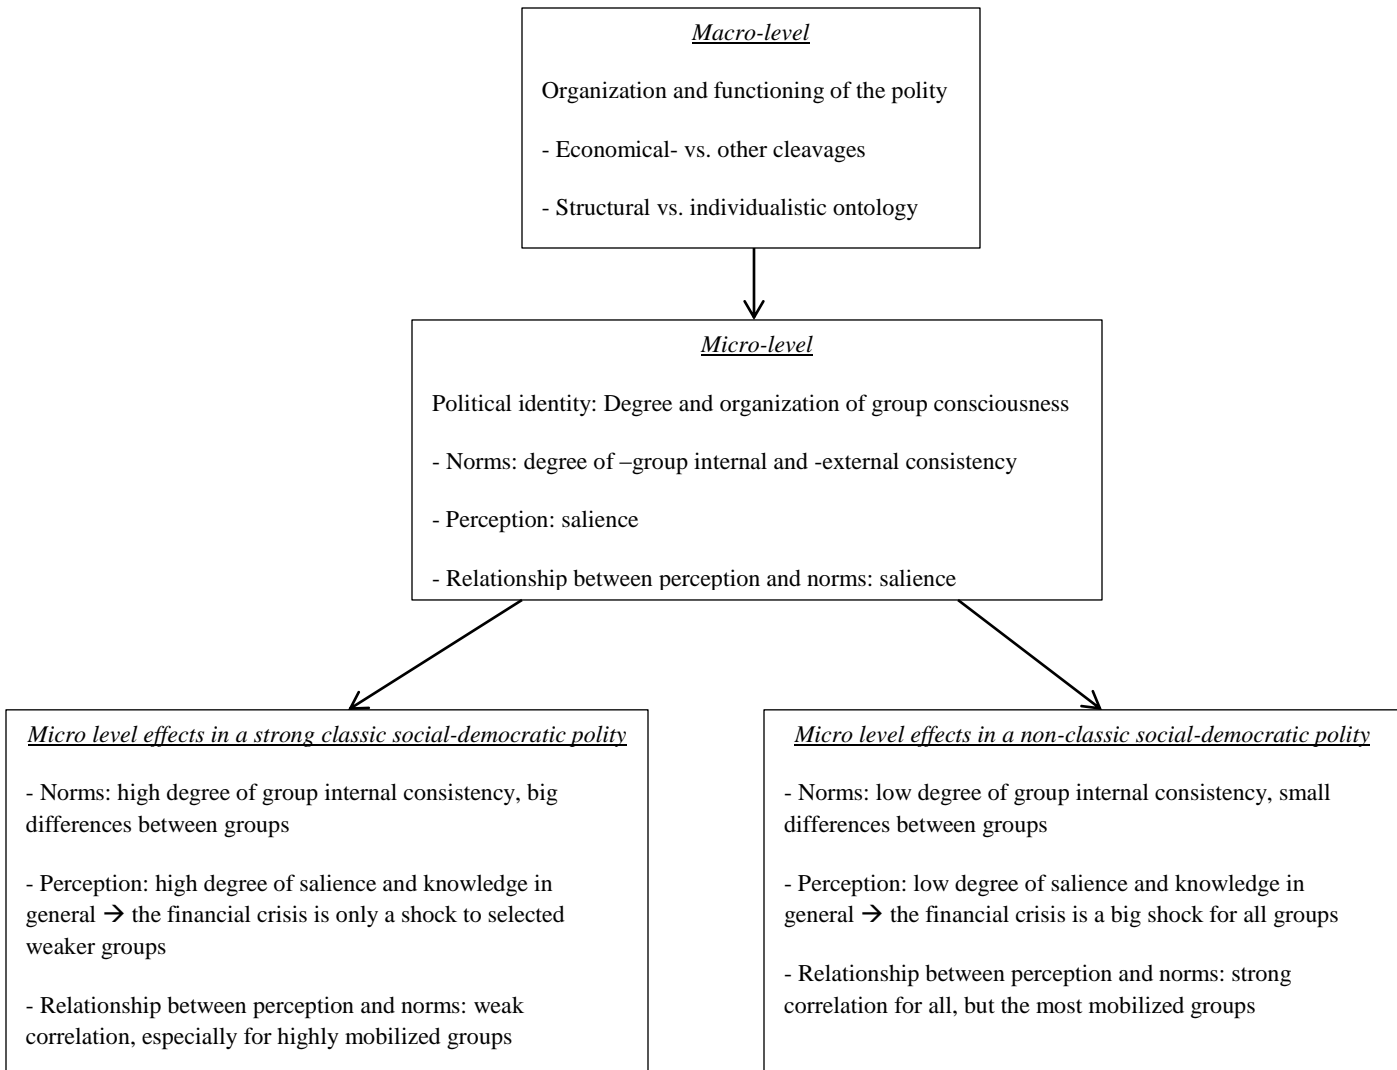 Macro-level
Organization and functioning of the polity
- Economical- vs. other cleavages
- Structural vs. individualistic ontology
Micro-level
Political identity: Degree and organization of group consciousness
- Norms: degree of –group internal and -external consistency
- Perception: salience
- Relationship between perception and norms: salience
Micro level effects in a strong classic social-democratic polity
- Norms: high degree of group internal consistency, big
differences between groups
- Perception: high degree of salience and knowledge in
general → the financial crisis is only a shock to selected
weaker groups
- Relationship between perception and norms: weak
correlation, especially for highly mobilized groups
Micro level effects in a non-classic social-democratic polity
- Norms: low degree of group internal consistency, small
differences between groups
- Perception: low degree of salience and knowledge in
general → the financial crisis is a big shock for all groups
- Relationship between perception and norms: strong
correlation for all, but the most mobilized groups